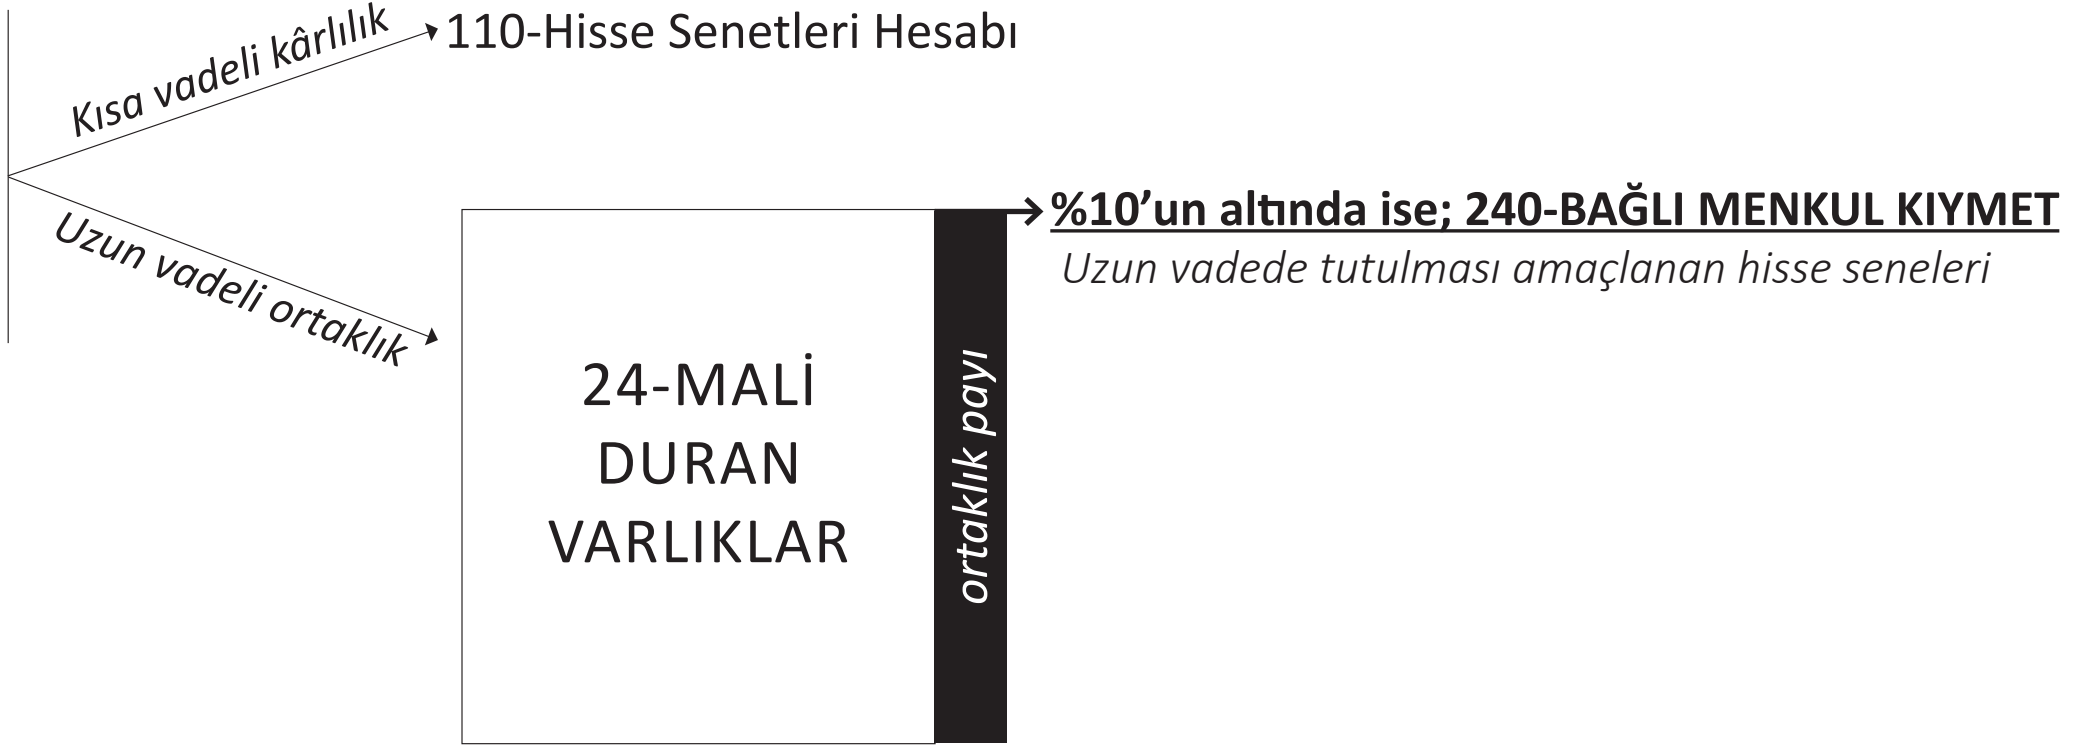 Kısa vadeli kârlılık
110-Hisse Senetleri Hesabı
Uzun vadeli ortaklık
24-MALİ
DURAN
VARLIKLAR
ortaklık payı
%10’un altında ise; 240-BAĞLI MENKUL KIYMET
Uzun vadede tutulması amaçlanan hisse seneleri